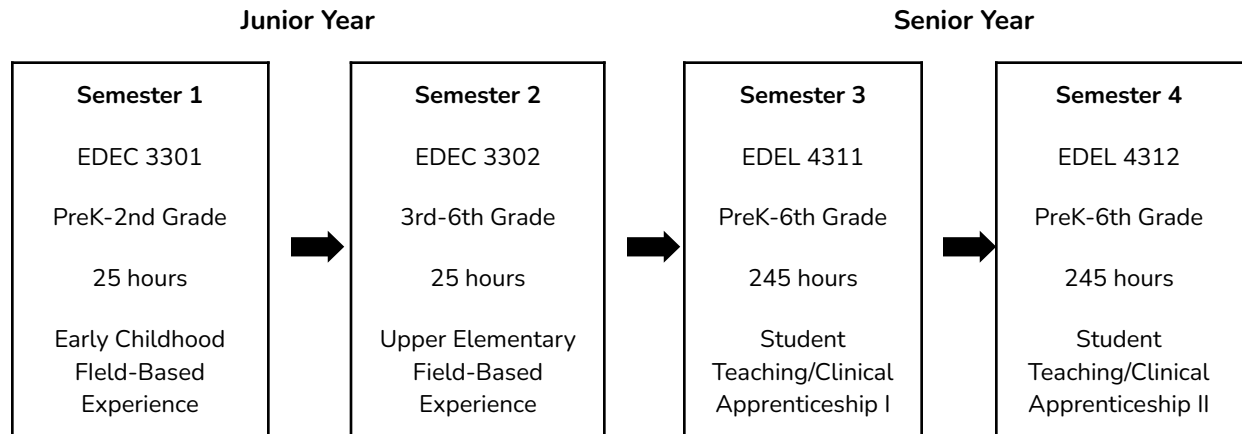 Junior Year
Senior Year
Semester 1
EDEC 3301
PreK-2nd Grade
25 hours
Early Childhood
FIeld-Based
Experience
Semester 2
EDEC 3302
3rd-6th Grade
25 hours
Upper Elementary
Field-Based
Experience
Semester 3
EDEL 4311
PreK-6th Grade
245 hours
Student
Teaching/Clinical
Apprenticeship I
Semester 4
EDEL 4312
PreK-6th Grade
245 hours
Student
Teaching/Clinical
Apprenticeship II